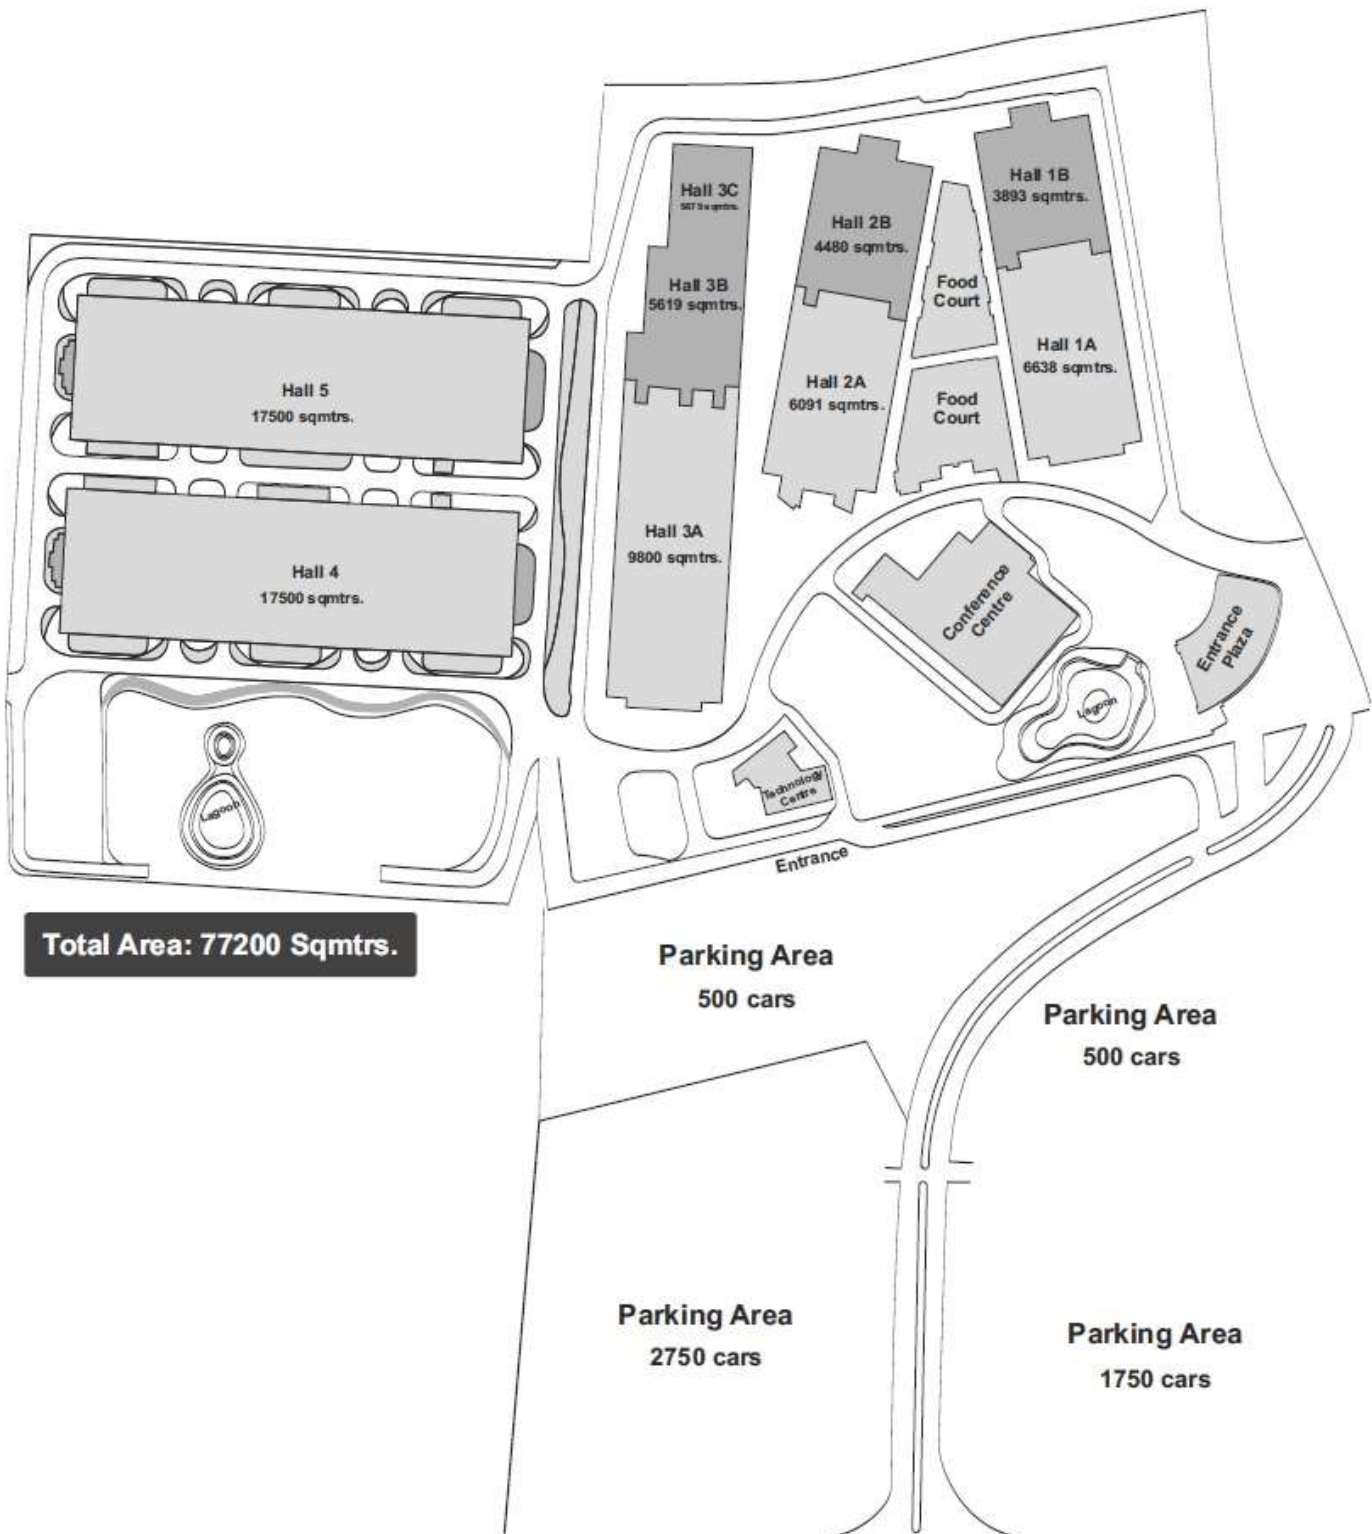 Hall 1B
3893 sqmtrs.
Hall 3C
sqmtrs.
Hall 2B
4480 sqmtrs.
Food
Court
Hall 3B
5619 sqmtrs.
Hall 1A
6638 sqmtrs.
Hall 5
17500 sqmtrs.
Hall 2A
6091 sqmtrs.
Food
Court
Hall 3A
9800 sqmtrs.
Hall 4
17500 sqmtrs.
Conference
Centre
Entrance
Plaza
Lagoon
Lagoon
Technology
Centre
Entrance
Total Area: 77200 Sqmtrs.
Parking Area
500 cars
Parking Area
500 cars
Parking Area
2750 cars
Parking Area
1750 cars